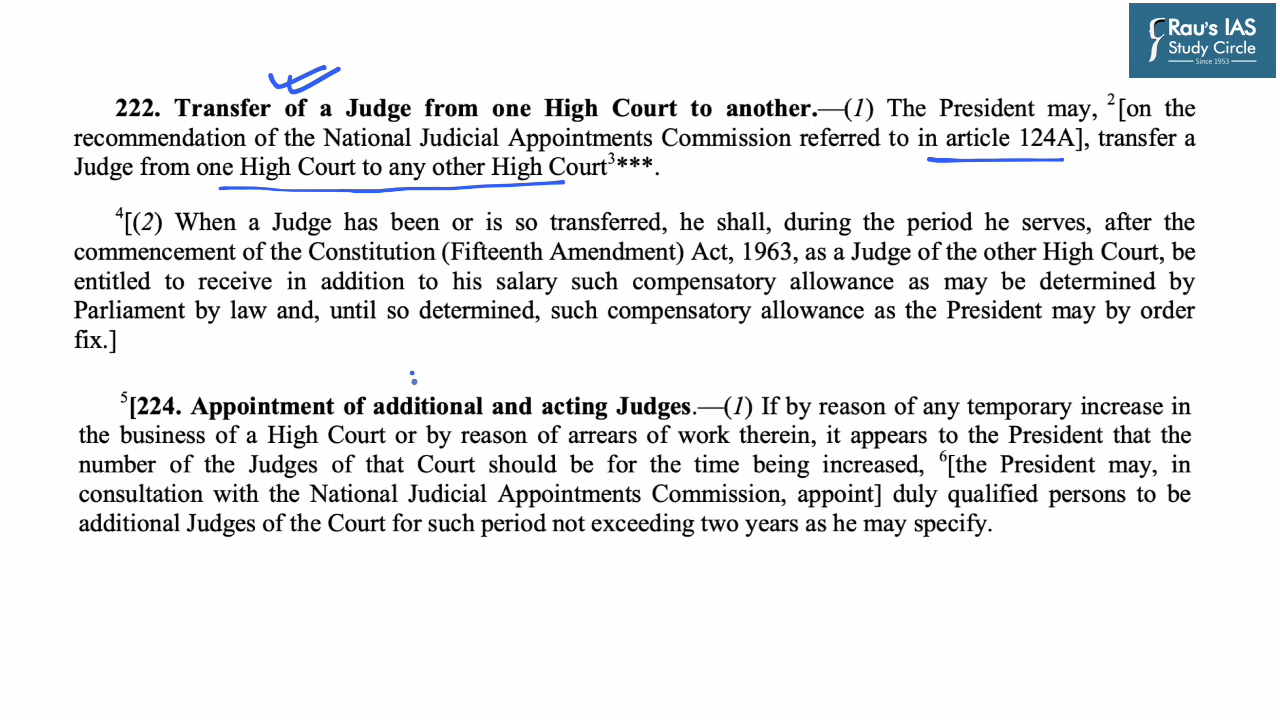 Rau's IAS
Study Circle
Since 1953
222. Transfer of a Judge from one High Court to another.—(1) The President may, 2[on the
recommendation of the National Judicial Appointments Commission referred to in article 124A], transfer a
Judge from one High Court to any other High Court3***.
4[(2) When a Judge has been or is so transferred, he shall, during the period he serves, after the
commencement of the Constitution (Fifteenth Amendment) Act, 1963, as a Judge of the other High Court, be
entitled to receive in addition to his salary such compensatory allowance as may be determined by
Parliament by law and, until so determined, such compensatory allowance as the President may by order
fix.]
5[224. Appointment of additional and acting Judges.—(1) If by reason of any temporary increase in
the business of a High Court or by reason of arrears of work therein, it appears to the President that the
number of the Judges of that Court should be for the time being increased, 6[the President may, in
consultation with the National Judicial Appointments Commission, appoint] duly qualified persons to be
additional Judges of the Court for such period not exceeding two years as he may specify.